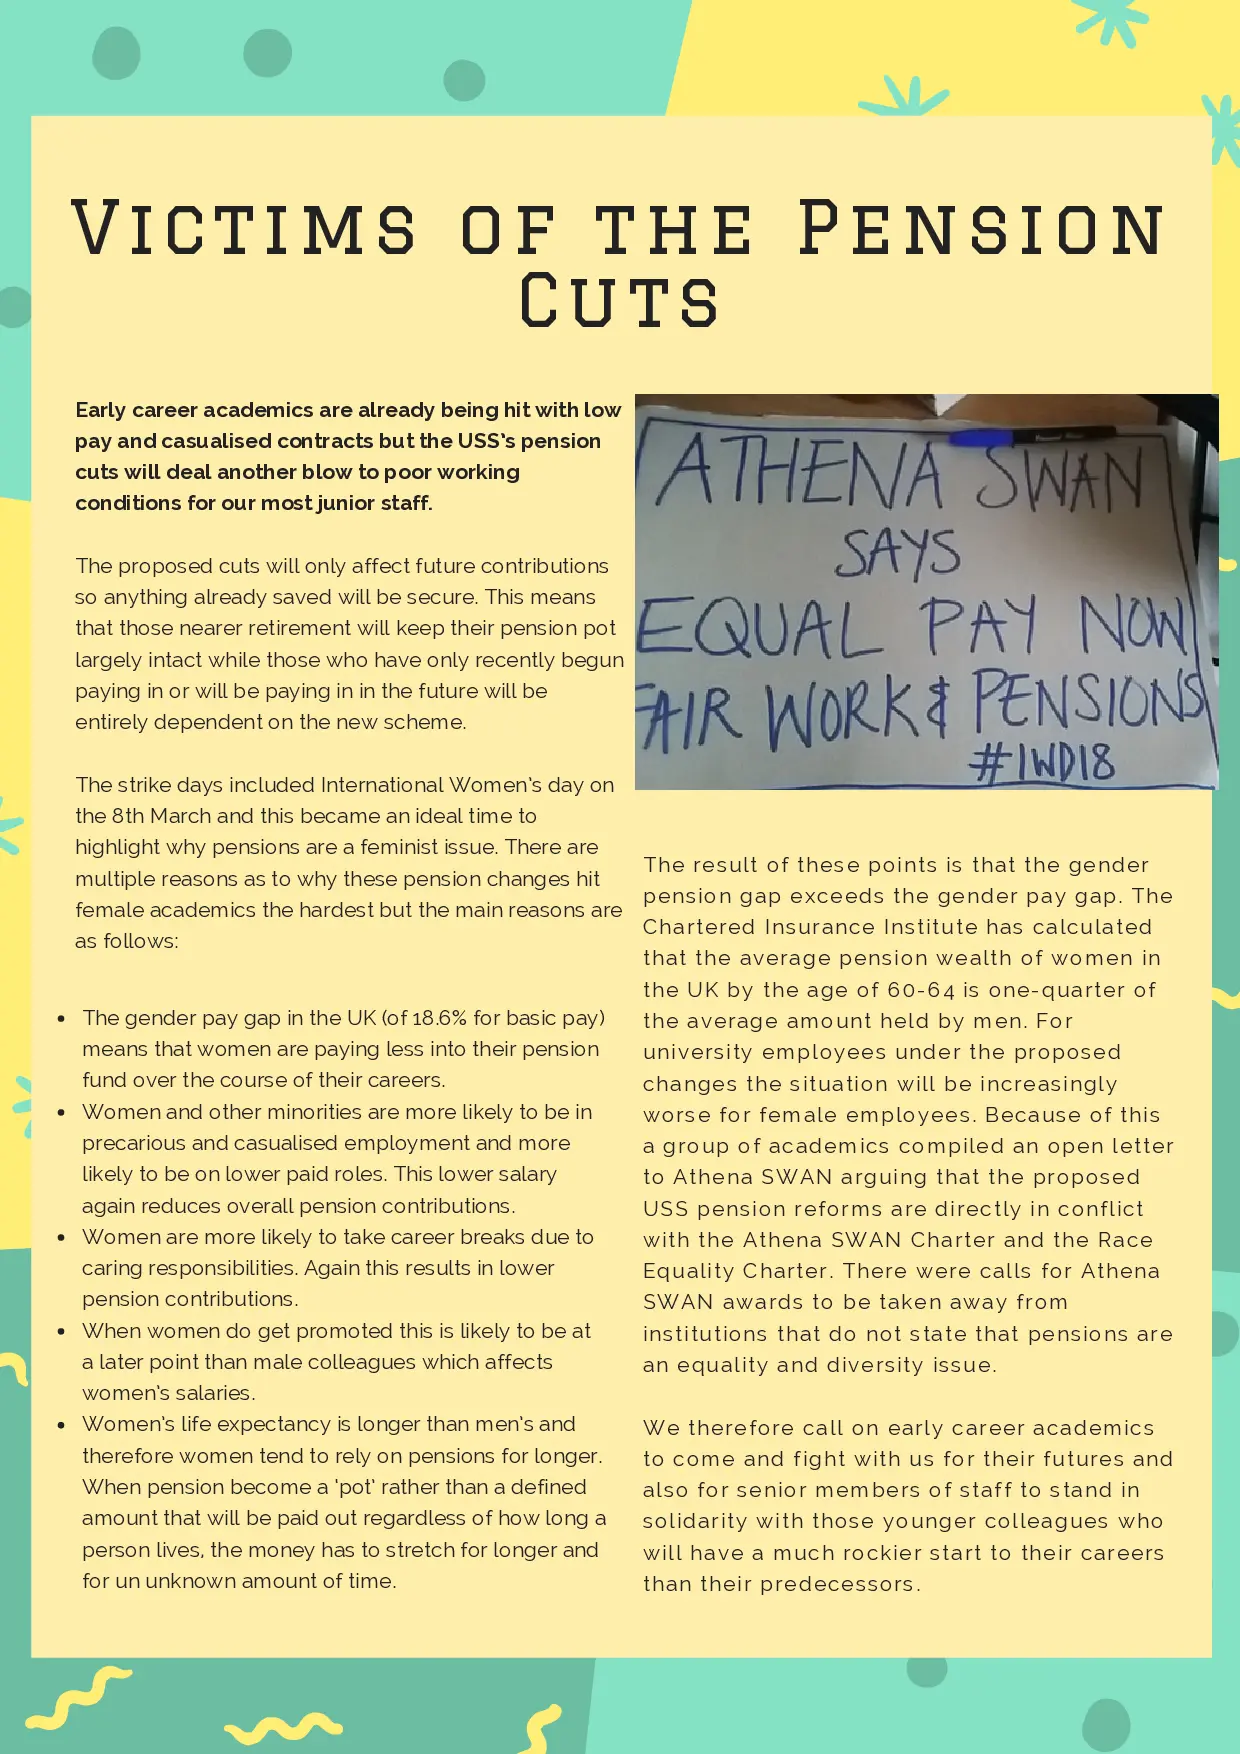 Victims of the Pension
Cuts
Early career academics are already being hit with low
pay and casualised contracts but the USS's pension
cuts will deal another blow to poor working
conditions for our most junior staff.
The proposed cuts will only affect future contributions
so anything already saved will be secure. This means
that those nearer retirement will keep their pension pot
largely intact while those who have only recently begun
paying in or will be paying in in the future will be
entirely dependent on the new scheme.
The strike days included International Women's day on
the 8th March and this became an ideal time to
highlight why pensions are a feminist issue. There are
multiple reasons as to why these pension changes hit
female academics the hardest but the main reasons are
as follows:
• The gender pay gap in the UK (of 18.6% for basic pay)
means that women are paying less into their pension
fund over the course of their careers.
• Women and other minorities are more likely to be in
precarious and casualised employment and more
likely to be on lower paid roles. This lower salary
again reduces overall pension contributions.
• Women are more likely to take career breaks due to
caring responsibilities. Again this results in lower
pension contributions.
• When women do get promoted this is likely to be at
a later point than male colleagues which affects
women's salaries.
• Women's life expectancy is longer than men's and
therefore women tend to rely on pensions for longer.
When pension become a 'pot' rather than a defined
amount that will be paid out regardless of how long a
person lives, the money has to stretch for longer and
for un unknown amount of time.
ATHENA SWAN
SAYS
EQUAL PAY NOW
FAIR WORK & PENSIONS
#IWD18
The result of these points is that the gender
pension gap exceeds the gender pay gap. The
Chartered Insurance Institute has calculated
that the average pension wealth of women in
the UK by the age of 60-64 is one-quarter of
the average amount held by men. For
university employees under the proposed
changes the situation will be increasingly
worse for female employees. Because of this
a group of academics compiled an open letter
to Athena SWAN arguing that the proposed
USS pension reforms are directly in conflict
with the Athena SWAN Charter and the Race
Equality Charter. There were calls for Athena
SWAN awards to be taken away from
institutions that do not state that pensions are
an equality and diversity issue.
We therefore call on early career academics
to come and fight with us for their futures and
also for senior members of staff to stand in
solidarity with those younger colleagues who
will have a much rockier start to their careers
than their predecessors.